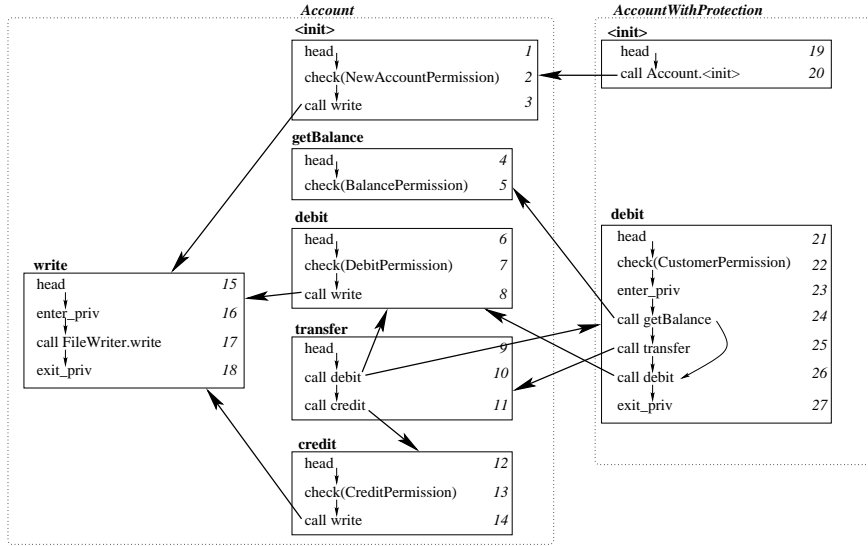 Account
<init>
head 1
check(NewAccountPermission) 2
call write 3
getBalance
head 4
check(BalancePermission) 5
debit
head 6
check(DebitPermission) 7
call write 8
write
head 15
enter_priv 16
call FileWriter.write 17
exit_priv 18
transfer
head 9
call debit 10
call credit 11
credit
head 12
check(CreditPermission) 13
call write 14
AccountWithProtection
<init>
head 19
call Account.<init> 20
debit
head 21
check(CustomerPermission) 22
enter_priv 23
call getBalance 24
call transfer 25
call debit 26
exit_priv 27